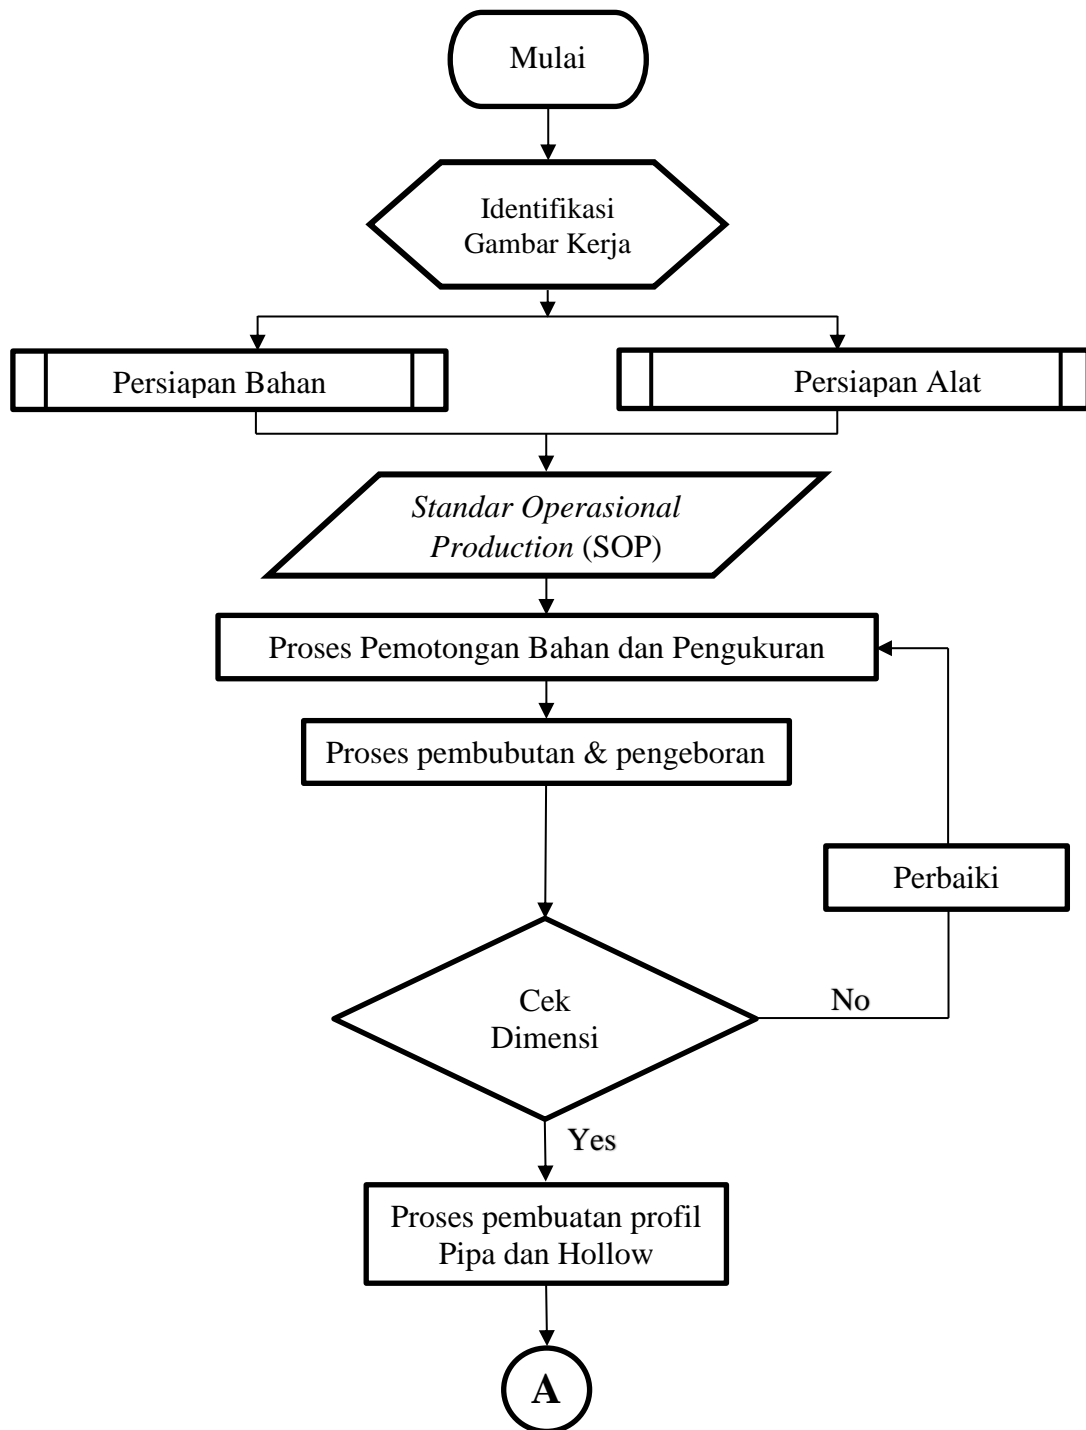 Mulai
Identifikasi
Gambar Kerja
Persiapan Bahan
Persiapan Alat
Standar Operasional
Production (SOP)
Proses Pemotongan Bahan dan Pengukuran
Proses pembubutan & pengeboran
Perbaiki
Cek
Dimensi
No
Yes
Proses pembuatan profil
Pipa dan Hollow
A